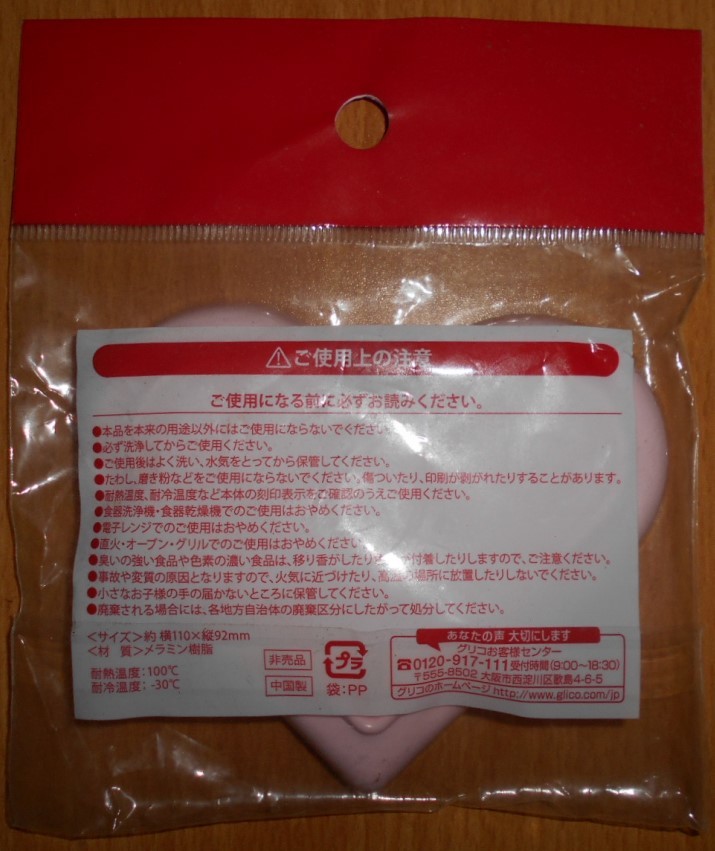 ⚠ご使用上の注意
ご使用になる前に必ずお読みください。
●本品を本来の用途以外にはご使用にならないでください。
●必ず洗浄してからご使用ください。
●ご使用後はよく洗い、水気をとってから保管してください。
●たわし、磨き粉などをご使用にならないでください。傷ついたり、印刷が剥がれたりすることがあります。
●耐熱温度、耐冷温度など本体の刻印表示をご確認のうえご使用ください。
●食器洗浄機・食器乾燥機でのご使用はおやめください。
●電子レンジでのご使用はおやめください。
●直火・オーブン・グリルでのご使用はおやめください
●臭いの強い食品や色素の濃い食品は、移り香がしたり が付着したりしますので、ご注意ください。
●事故や変質の原因となりますので、火気に近づけたり、高温の場所に放置したりしないでください。
●小さなお子様の手の届かないところに保管してください。
●廃棄される場合には、各地方自治体の廃棄区分にしたがって処分してください。
<サイズ>約 横110×縦92mm
<材 質>メラミン樹脂
耐熱温度:100℃
耐冷温度:-30℃
非売品
中国製
プラ
袋:PP
あなたの声 大切にします
グリコお客様センター
☎0120-917-111 受付時間(9:00~18:30)
〒555-8502 大阪市西淀川区歌島4-6-5
グリコのホームページ http://www.glico.com/jp